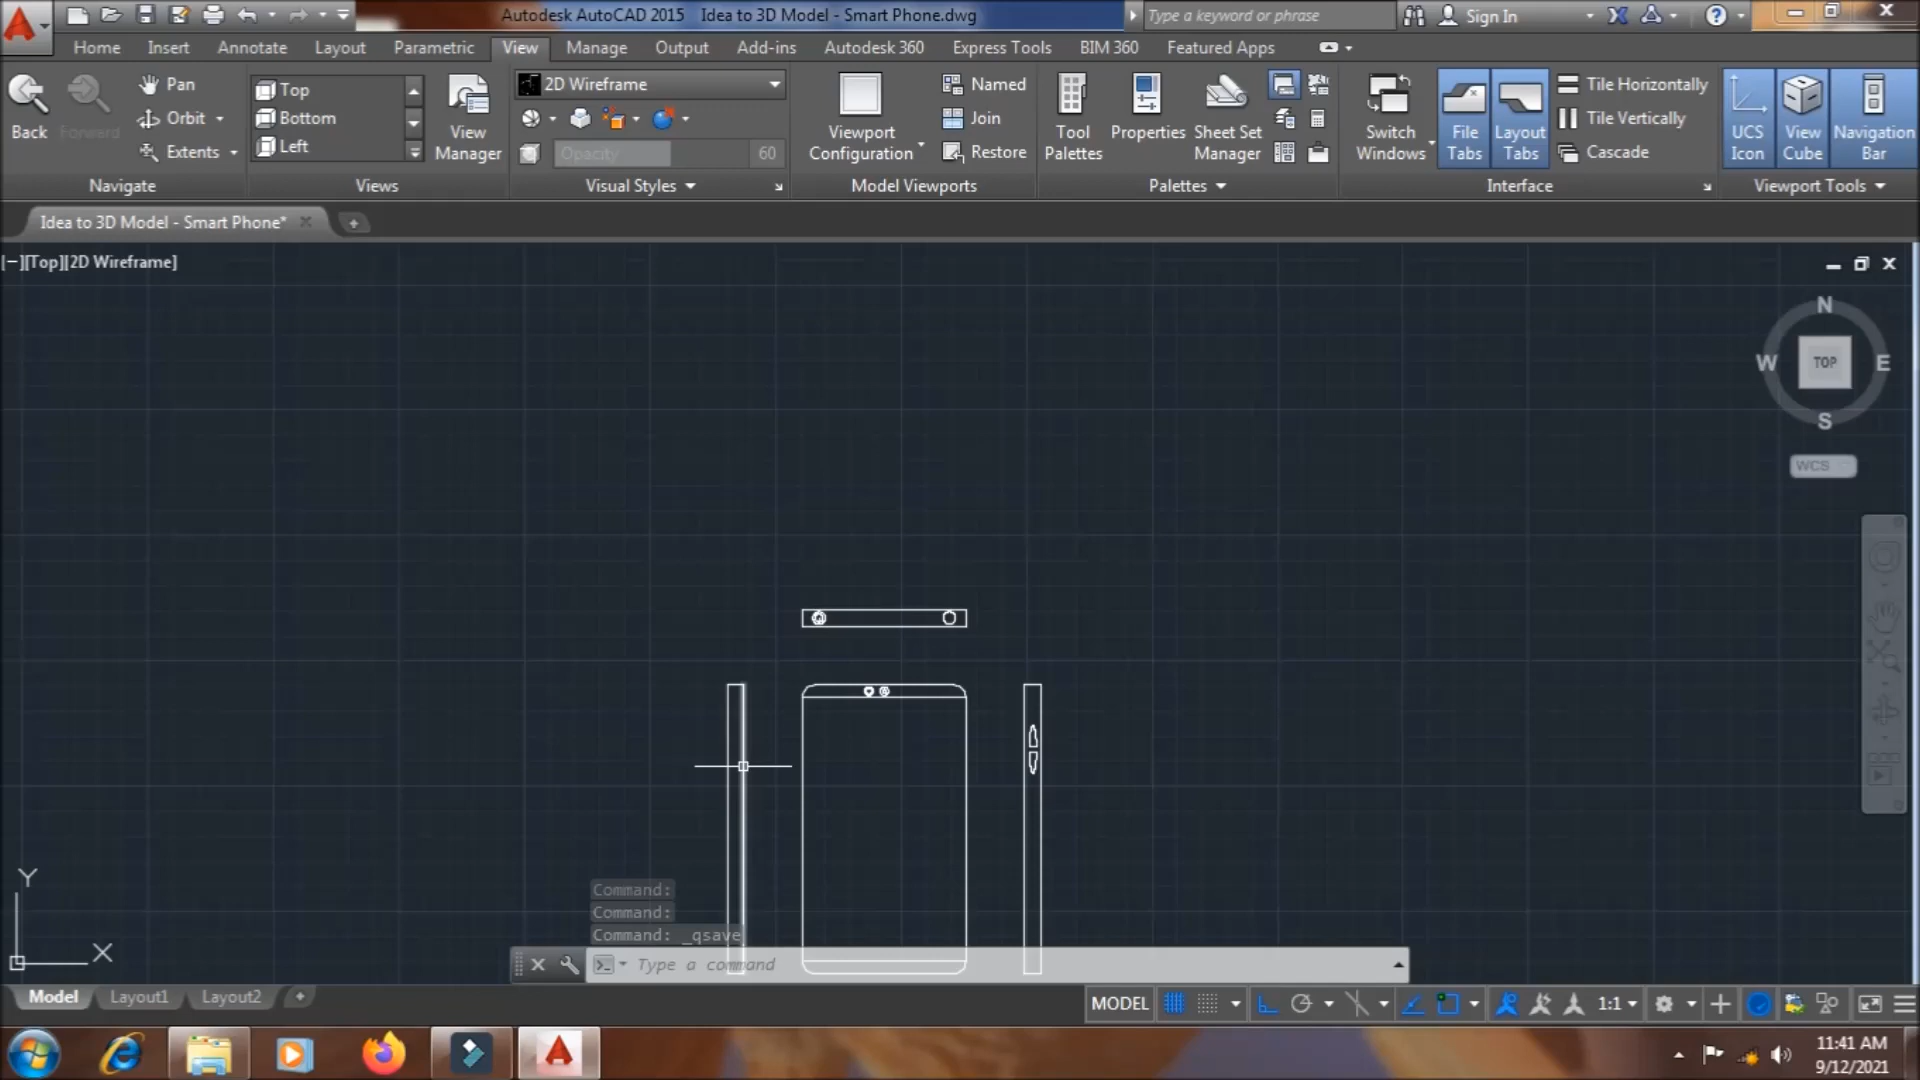 Autodesk AutoCAD 2015 Idea to 3D Model - Smart Phone.dwg
Type a keyword or phrase
Sign In
Home Insert Annotate Layout Parametric View Manage Output Add-ins Autodesk 360 Express Tools BIM 360 Featured Apps
Back
Forward
Pan
Orbit
Extents
Navigate
Top
Bottom
Left
View
Manager
Views
2D Wireframe
Opacity 60
Visual Styles
Viewport
Configuration
Named
Join
Restore
Model Viewports
Tool
Palettes
Properties
Sheet Set
Manager
Palettes
Switch
Windows
File
Tabs
Layout
Tabs
Tile Horizontally
Tile Vertically
Cascade
Interface
UCS
Icon
View
Cube
Navigation
Bar
Viewport Tools
Idea to 3D Model - Smart Phone*
[−][Top][2D Wireframe]
N
W TOP E
S
WCS
Y
X
Command:
Command:
Command: _qsave
Type a command
Model Layout1 Layout2
MODEL 1:1
11:41 AM
9/12/2021